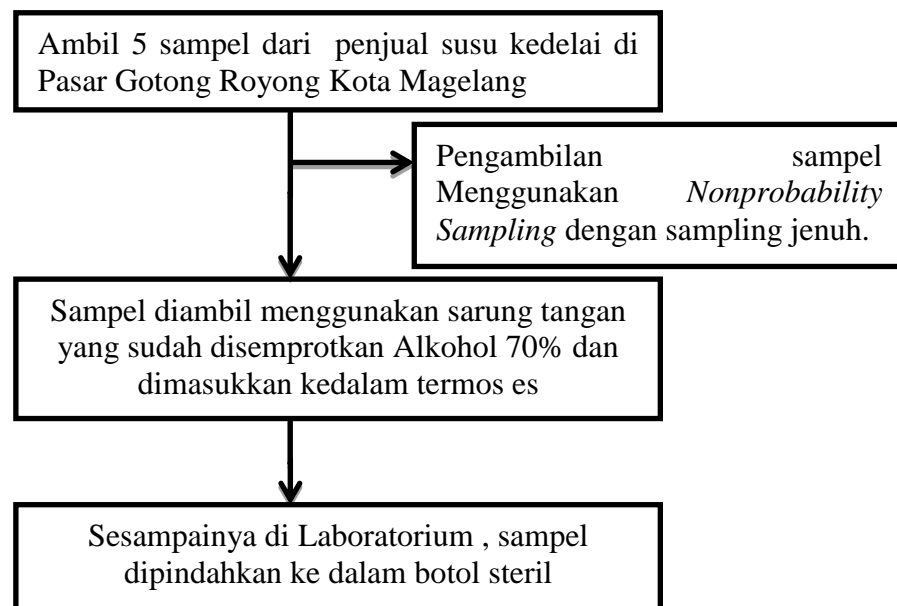 Ambil 5 sampel dari penjual susu kedelai di
Pasar Gotong Royong Kota Magelang
Pengambilan sampel
Menggunakan Nonprobability
Sampling dengan sampling jenuh.
Sampel diambil menggunakan sarung tangan
yang sudah disemprotkan Alkohol 70% dan
dimasukkan kedalam termos es
Sesampainya di Laboratorium , sampel
dipindahkan ke dalam botol steril